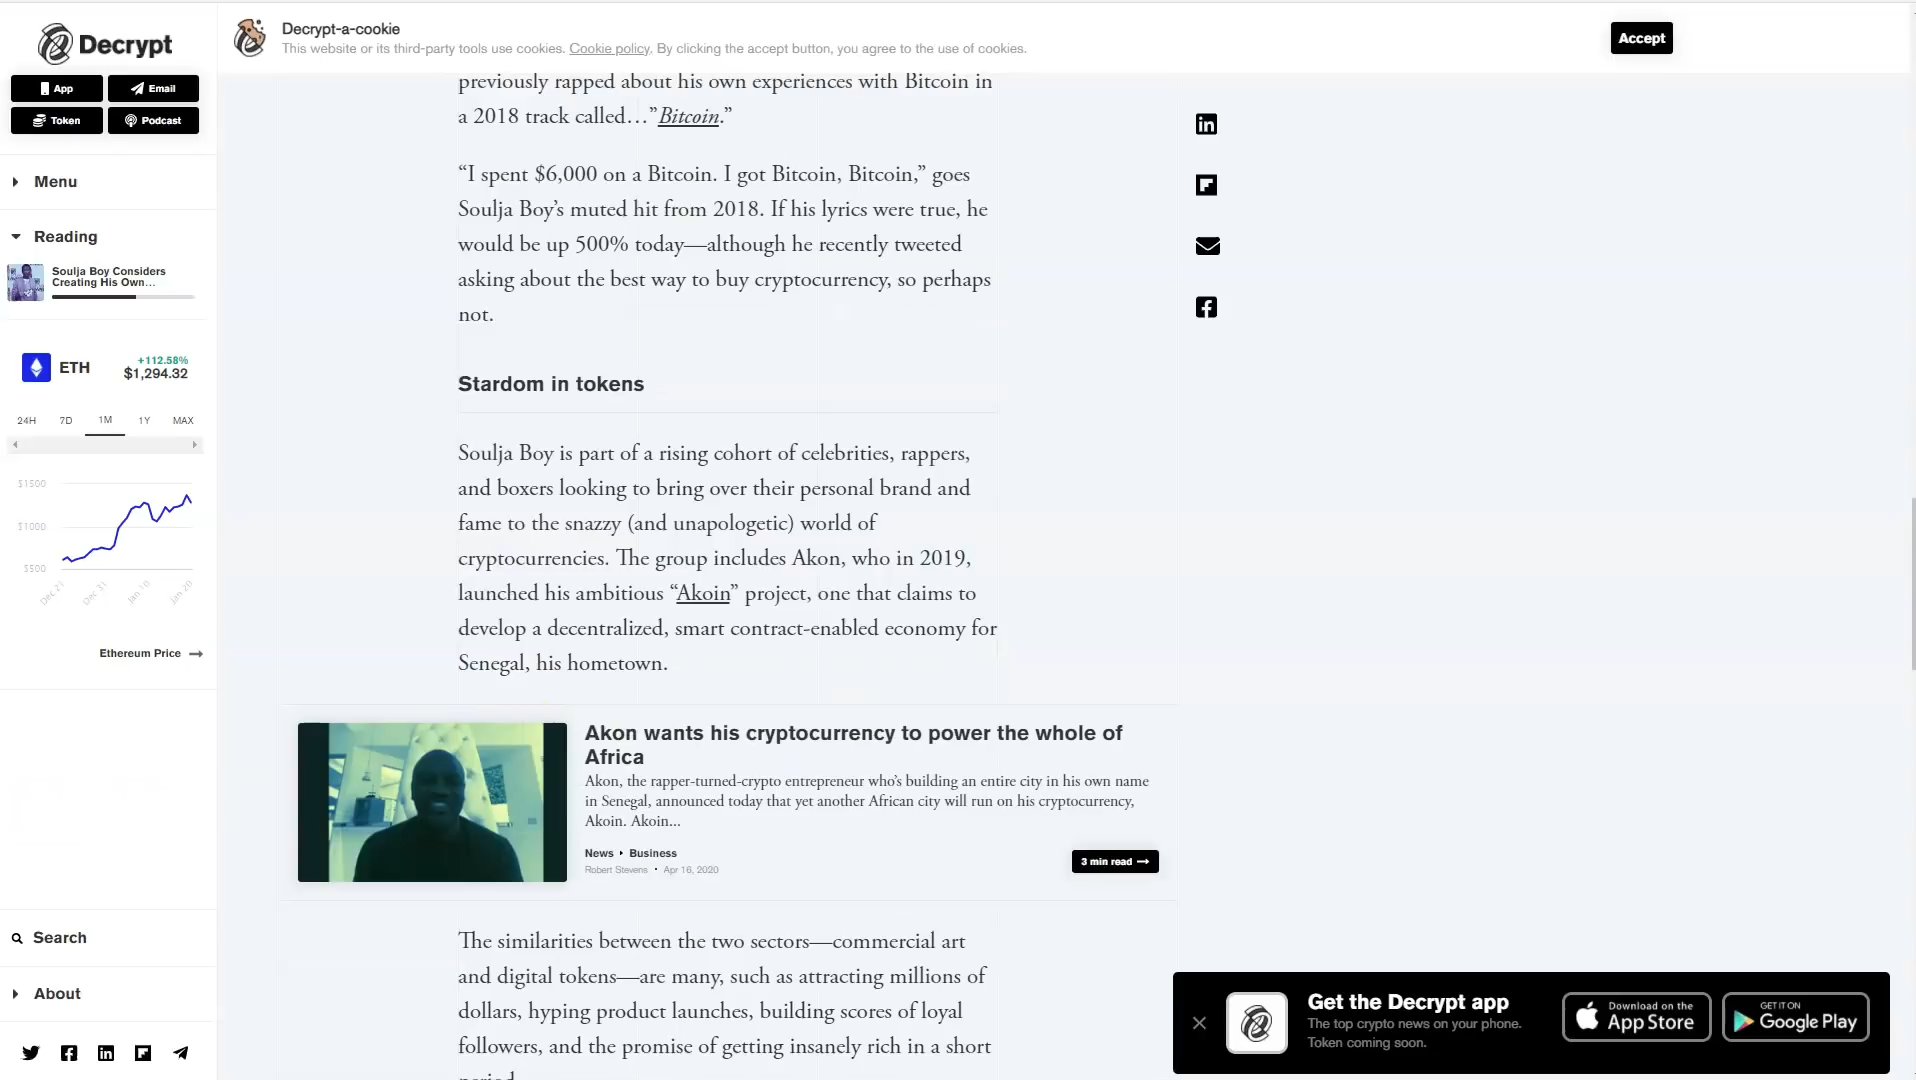 Decrypt
App
Email
Token
Podcast
Menu
Reading
Soulja Boy Considers
Creating His Own...
ETH
+112.58%
$1,294.32
24H 7D 1M 1Y MAX
$1500
$1000
$500
Dec 21 Dec 31 Jan 10 Jan 20
Ethereum Price
Search
About
Decrypt-a-cookie
This website or its third-party tools use cookies. Cookie policy. By clicking the accept button, you agree to the use of cookies.
Accept
previously rapped about his own experiences with Bitcoin in
a 2018 track called…”Bitcoin.”
“I spent $6,000 on a Bitcoin. I got Bitcoin, Bitcoin,” goes
Soulja Boy’s muted hit from 2018. If his lyrics were true, he
would be up 500% today—although he recently tweeted
asking about the best way to buy cryptocurrency, so perhaps
not.
Stardom in tokens
Soulja Boy is part of a rising cohort of celebrities, rappers,
and boxers looking to bring over their personal brand and
fame to the snazzy (and unapologetic) world of
cryptocurrencies. The group includes Akon, who in 2019,
launched his ambitious “Akoin” project, one that claims to
develop a decentralized, smart contract-enabled economy for
Senegal, his hometown.
Akon wants his cryptocurrency to power the whole of
Africa
Akon, the rapper-turned-crypto entrepreneur who’s building an entire city in his own name
in Senegal, announced today that yet another African city will run on his cryptocurrency,
Akoin. Akoin...
News • Business
Robert Stevens • Apr 16, 2020
3 min read
The similarities between the two sectors—commercial art
and digital tokens—are many, such as attracting millions of
dollars, hyping product launches, building scores of loyal
followers, and the promise of getting insanely rich in a short
period.
Get the Decrypt app
The top crypto news on your phone.
Token coming soon.
Download on the
App Store
GET IT ON
Google Play